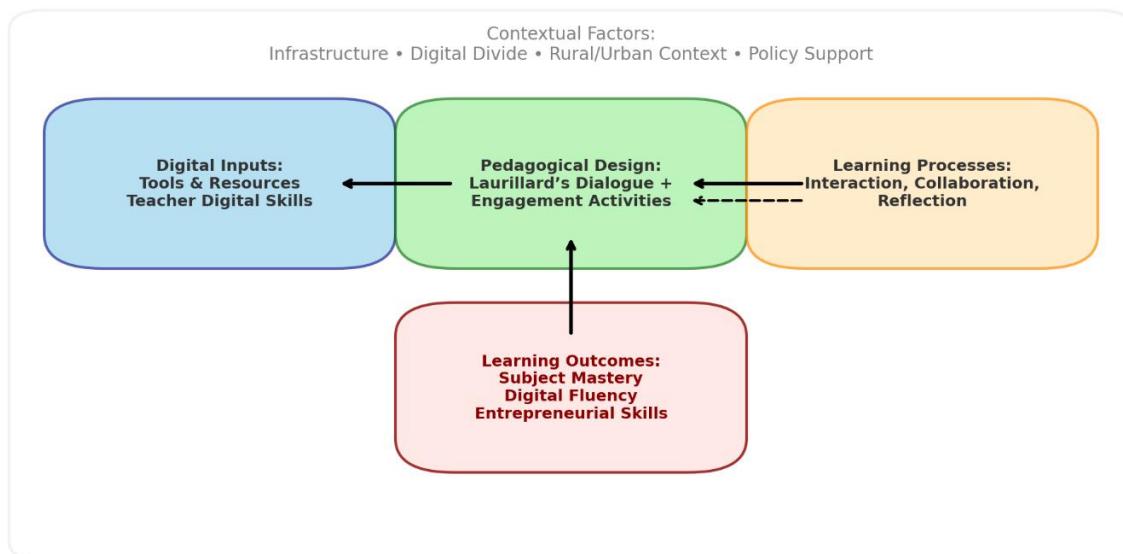 Contextual Factors:
Infrastructure • Digital Divide • Rural/Urban Context • Policy Support
Digital Inputs:
Tools & Resources
Teacher Digital Skills
Pedagogical Design:
Laurillard’s Dialogue +
Engagement Activities
Learning Processes:
Interaction, Collaboration,
Reflection
Learning Outcomes:
Subject Mastery
Digital Fluency
Entrepreneurial Skills